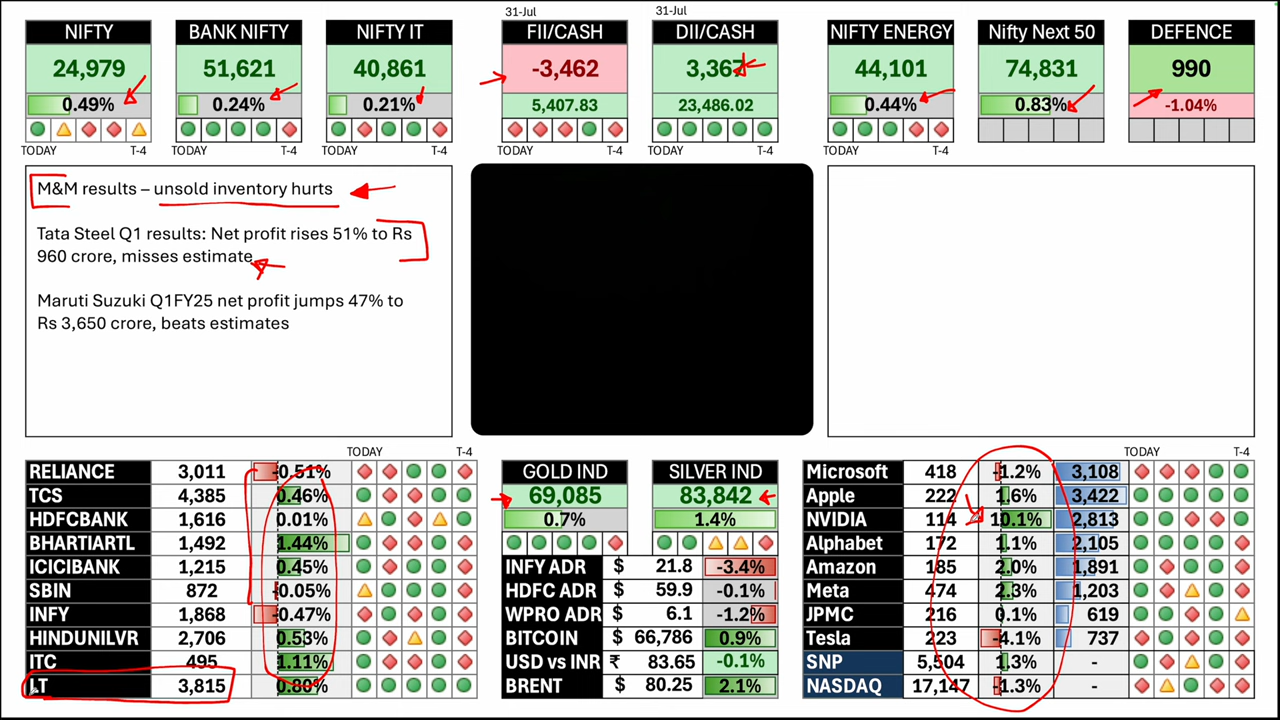 31-Jul
31-Jul
NIFTY
24,979
0.49%
TODAY T-4
BANK NIFTY
51,621
0.24%
TODAY T-4
NIFTY IT
40,861
0.21%
TODAY T-4
FII/CASH
-3,462
5,407.83
TODAY T-4
DII/CASH
3,367
23,486.02
TODAY T-4
NIFTY ENERGY
44,101
0.44%
TODAY T-4
Nifty Next 50
74,831
0.83%
TODAY T-4
DEFENCE
990
-1.04%
TODAY T-4
M&M results – unsold inventory hurts
Tata Steel Q1 results: Net profit rises 51% to Rs
960 crore, misses estimate
Maruti Suzuki Q1FY25 net profit jumps 47% to
Rs 3,650 crore, beats estimates
TODAY T-4
RELIANCE 3,011 -0.51%
TCS 4,385 0.46%
HDFCBANK 1,616 0.01%
BHARTIARTL 1,492 1.44%
ICICIBANK 1,215 0.45%
SBIN 872 -0.05%
INFY 1,868 -0.47%
HINDUNILVR 2,706 0.53%
ITC 495 1.11%
LT 3,815 0.80%
GOLD IND
69,085
0.7%
SILVER IND
83,842
1.4%
INFY ADR $ 21.8 -3.4%
HDFC ADR $ 59.9 -0.1%
WPRO ADR $ 6.1 -1.2%
BITCOIN $ 66,786 0.9%
USD vs INR ₹ 83.65 -0.1%
BRENT $ 80.25 2.1%
TODAY T-4
Microsoft 418 -1.2% 3,108
Apple 222 1.6% 3,422
NVIDIA 114 10.1% 2,813
Alphabet 172 1.1% 2,105
Amazon 185 2.0% 1,891
Meta 474 2.3% 1,203
JPMC 216 0.1% 619
Tesla 223 -4.1% 737
SNP 5,504 1.3% -
NASDAQ 17,147 -1.3% -